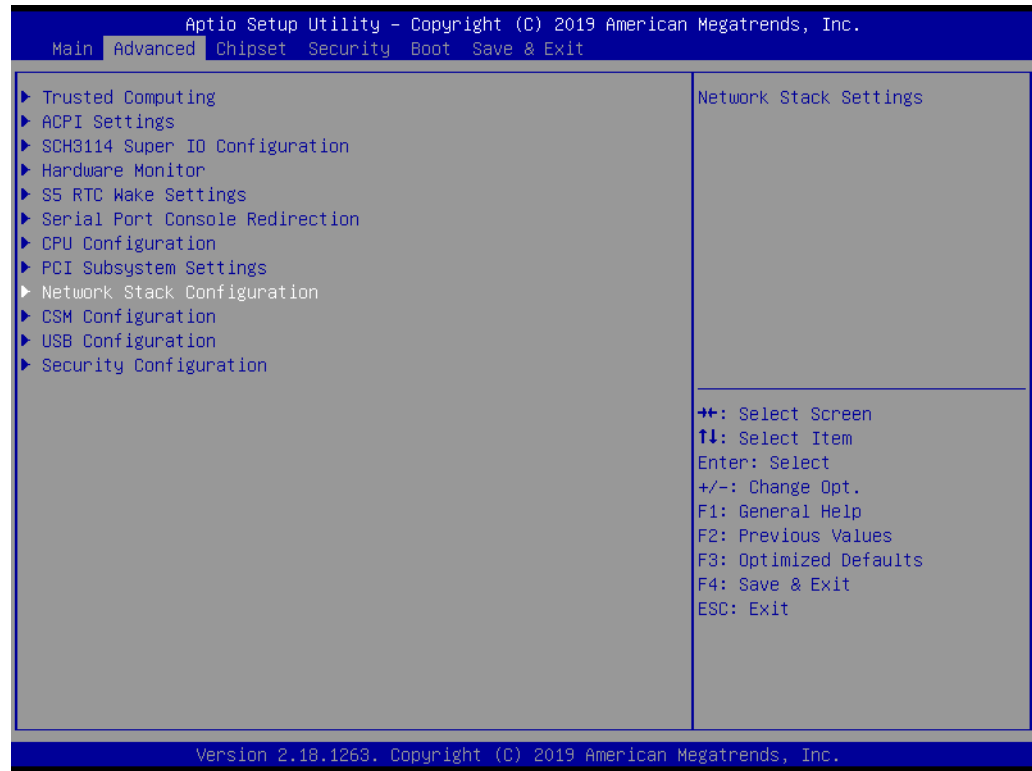 Aptio Setup Utility – Copyright (C) 2019 American Megatrends, Inc.
Main Advanced Chipset Security Boot Save & Exit
▶ Trusted Computing
▶ ACPI Settings
▶ SCH3114 Super IO Configuration
▶ Hardware Monitor
▶ S5 RTC Wake Settings
▶ Serial Port Console Redirection
▶ CPU Configuration
▶ PCI Subsystem Settings
▶ Network Stack Configuration
▶ CSM Configuration
▶ USB Configuration
▶ Security Configuration
Network Stack Settings
→←: Select Screen
↑↓: Select Item
Enter: Select
+/-: Change Opt.
F1: General Help
F2: Previous Values
F3: Optimized Defaults
F4: Save & Exit
ESC: Exit
Version 2.18.1263. Copyright (C) 2019 American Megatrends, Inc.